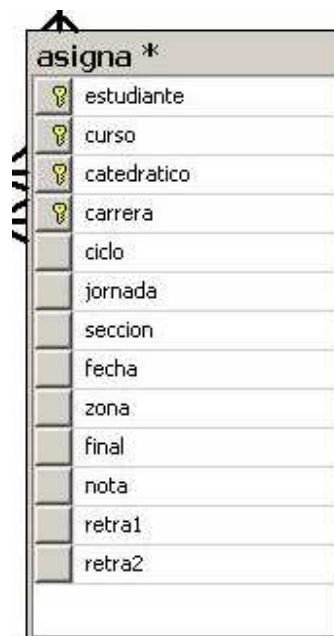 asigna *
estudiante
curso
catedratico
carrera
ciclo
jornada
seccion
fecha
zona
final
nota
retra1
retra2